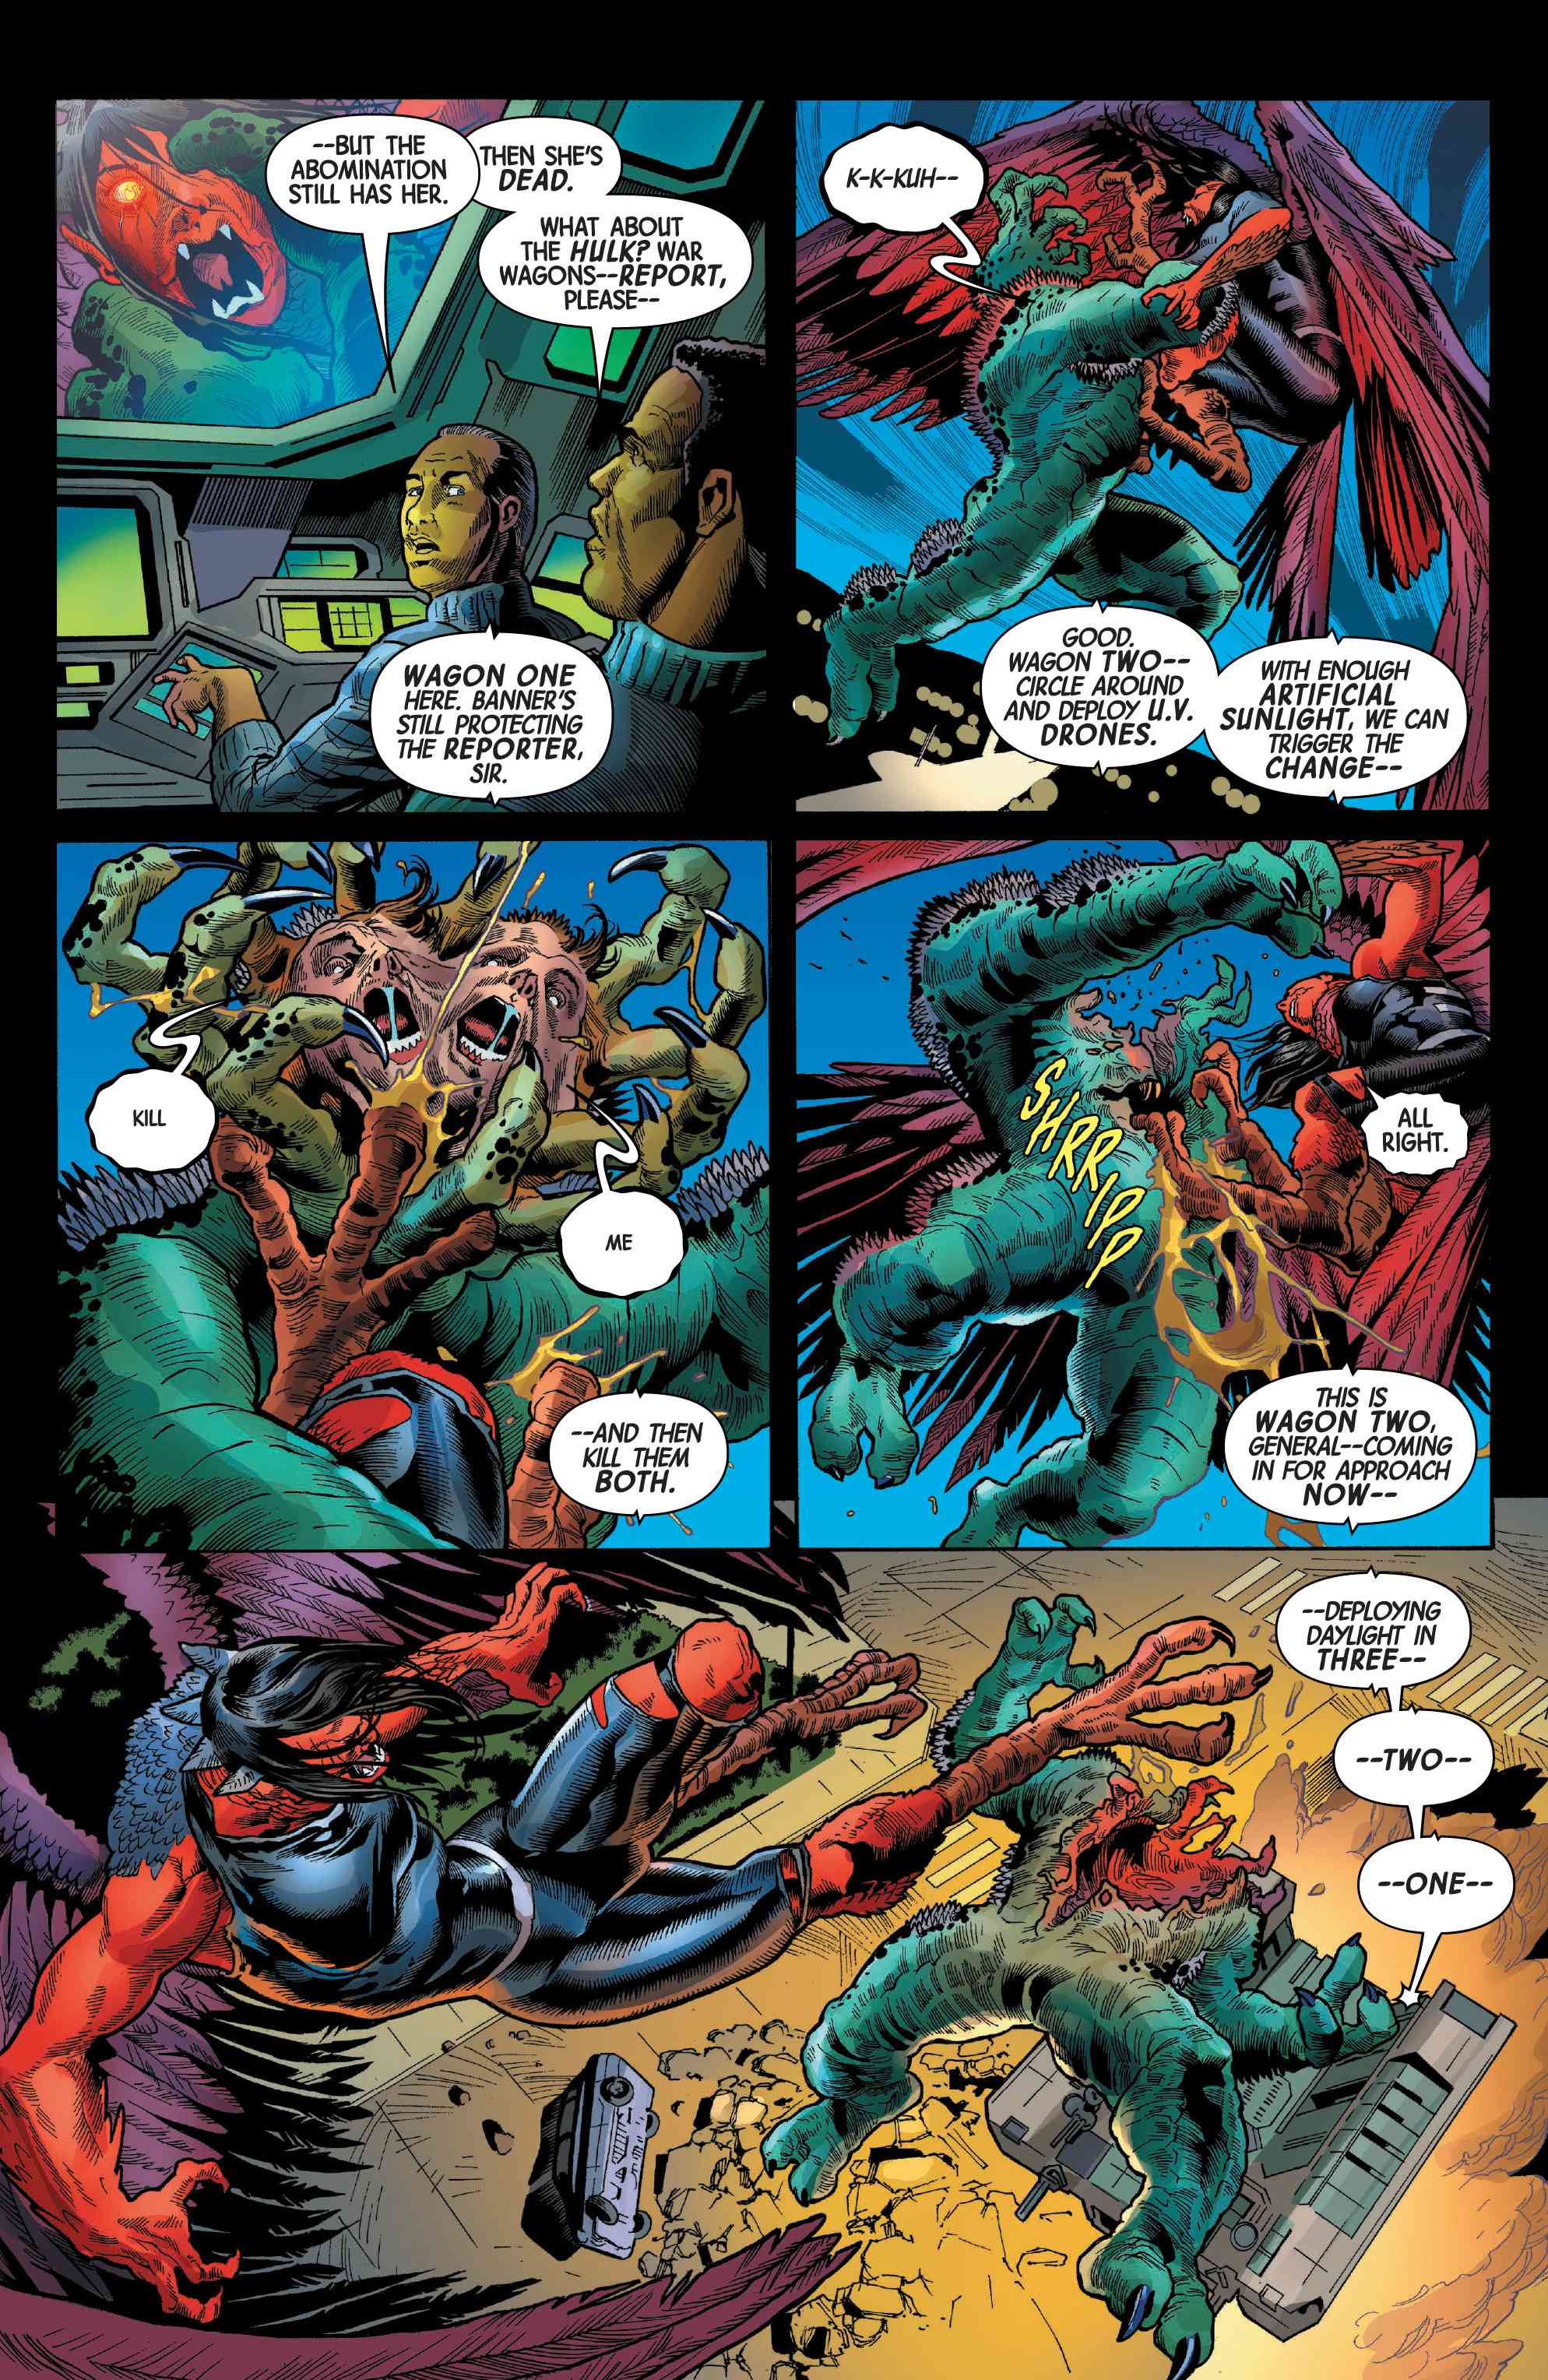 --BUT THE
ABOMINATION
STILL HAS HER.
THEN SHE'S
DEAD.
WHAT ABOUT
THE HULK? WAR
WAGONS--REPORT,
PLEASE--
WAGON ONE
HERE. BANNER'S
STILL PROTECTING
THE REPORTER,
SIR.
K-K-KUH--
GOOD.
WAGON TWO--
CIRCLE AROUND
AND DEPLOY U.V.
DRONES.
WITH ENOUGH
ARTIFICIAL
SUNLIGHT, WE CAN
TRIGGER THE
CHANGE--
KILL
ME
--AND THEN
KILL THEM
BOTH.
SHRRIPP
ALL
RIGHT.
THIS IS
WAGON TWO,
GENERAL--COMING
IN FOR APPROACH
NOW--
--DEPLOYING
DAYLIGHT IN
THREE--
--TWO--
--ONE--